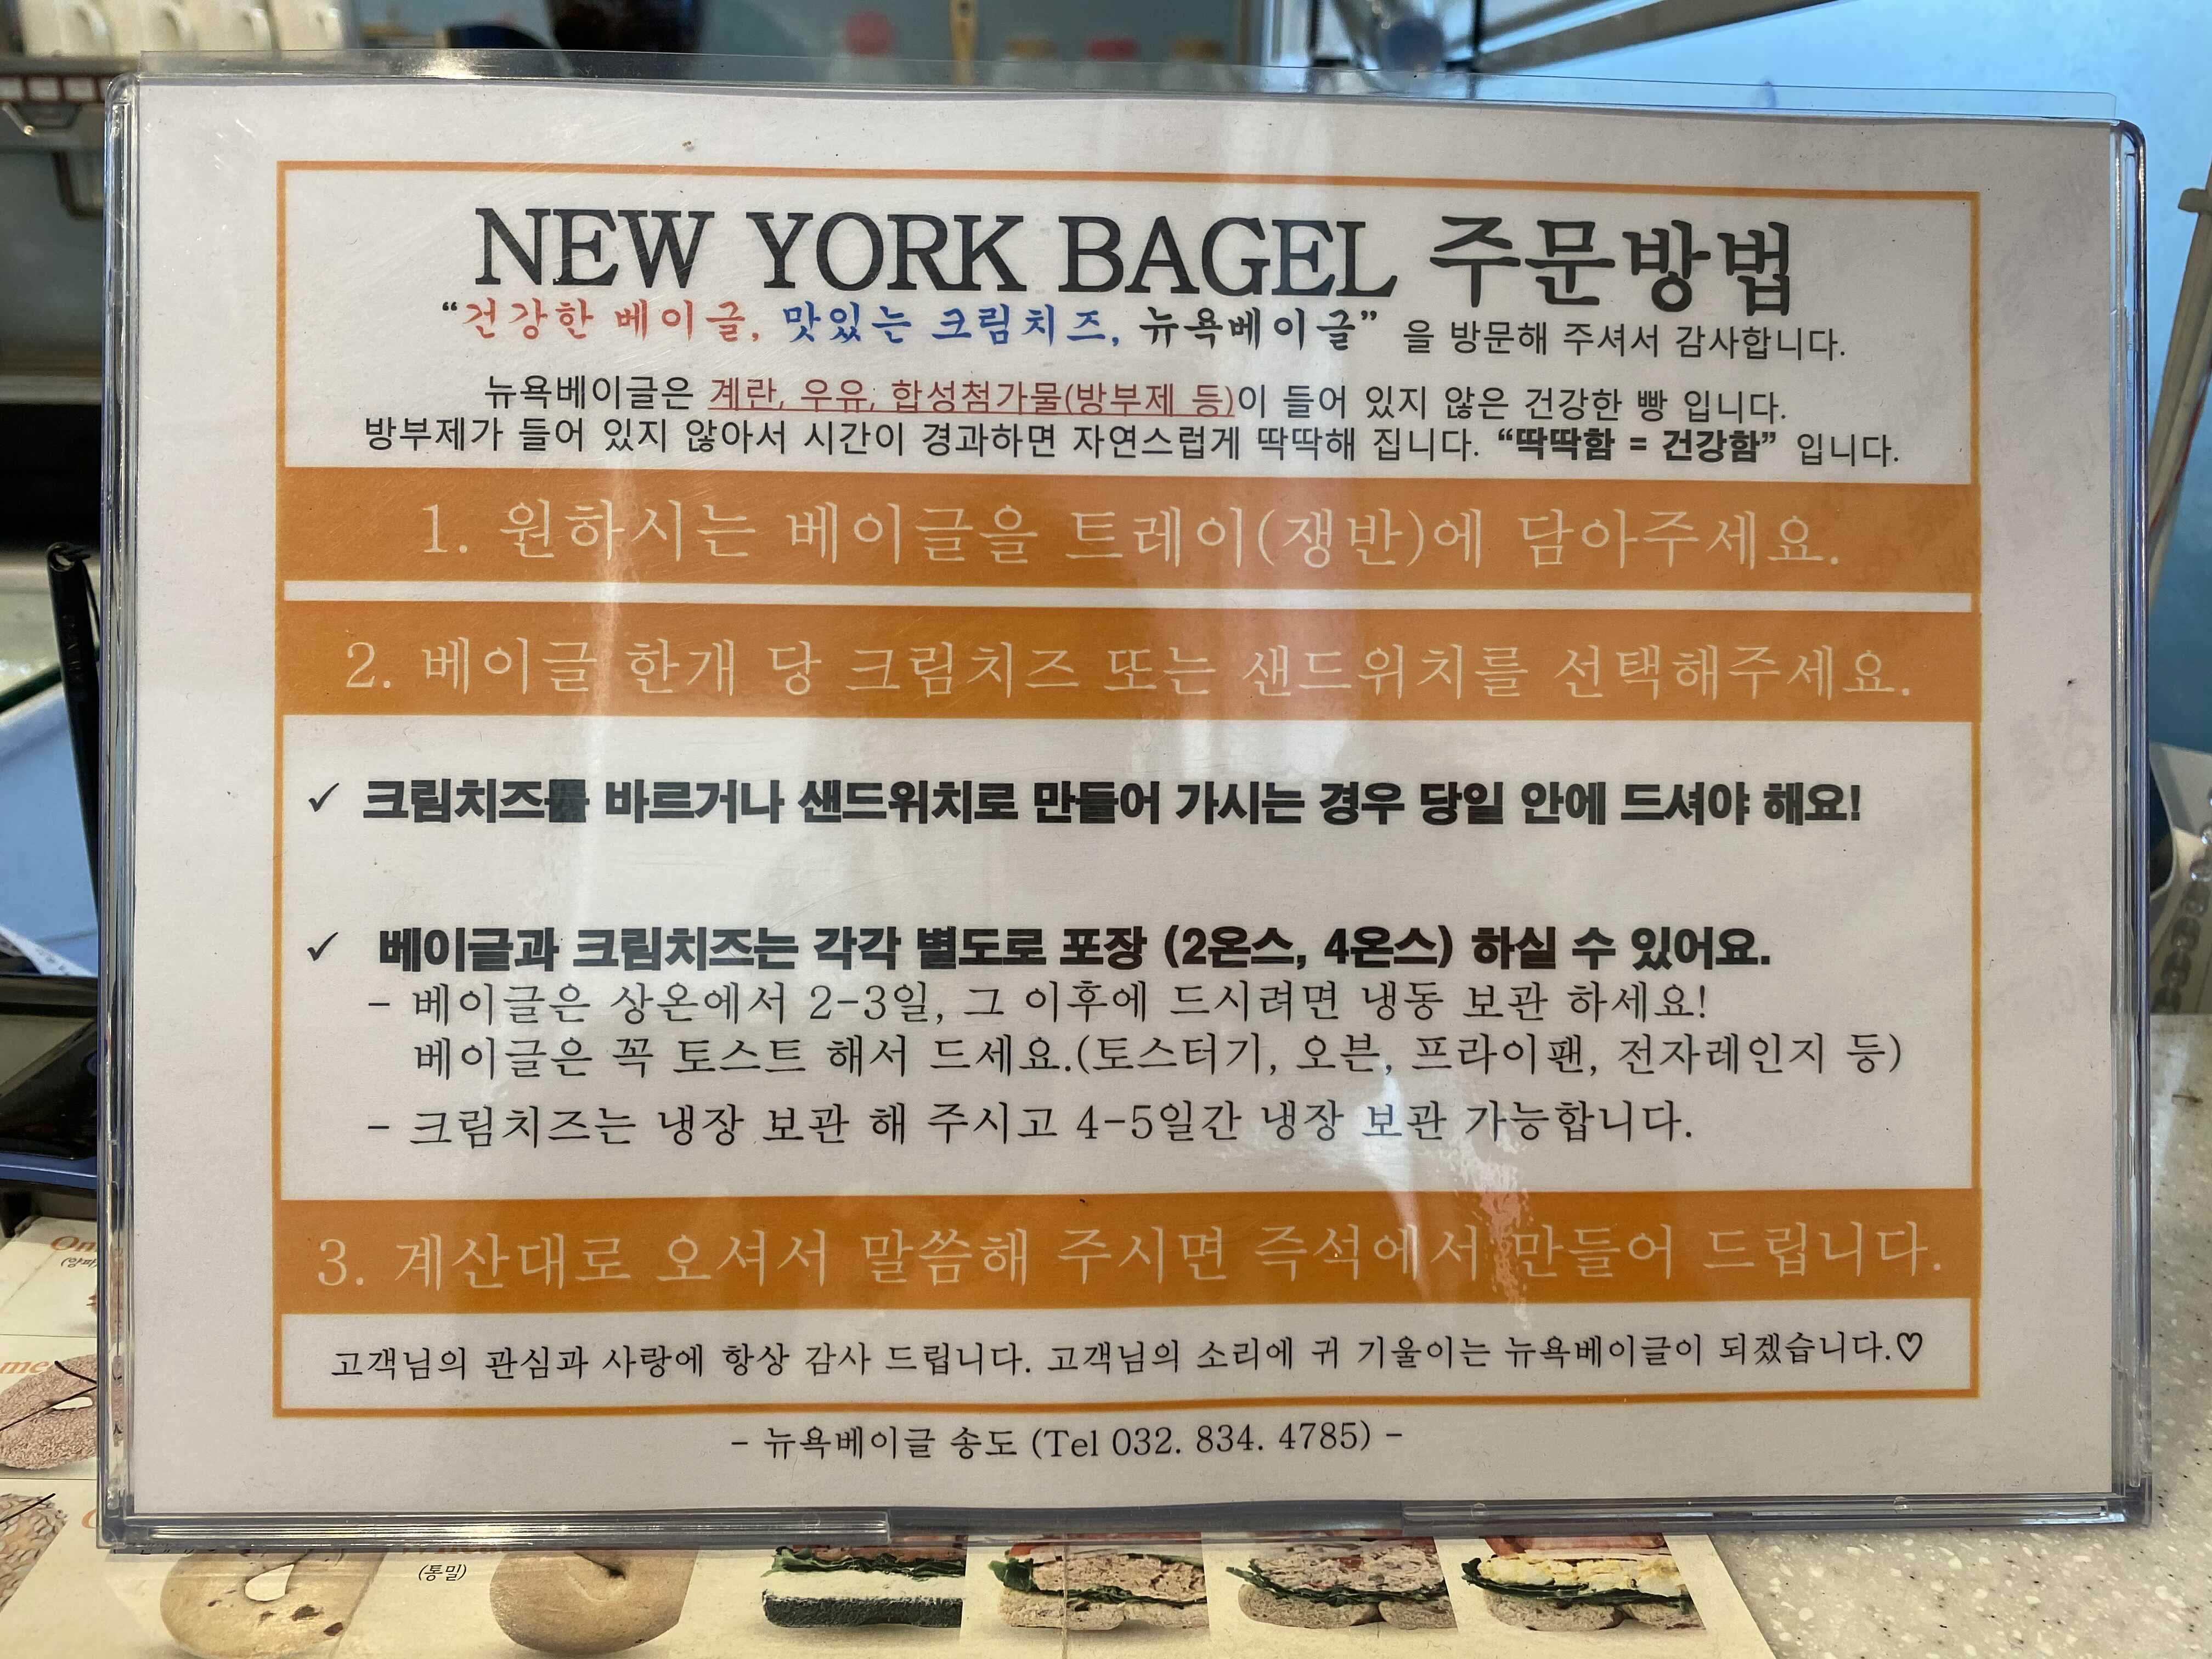 NEW YORK BAGEL 주문방법
“건강한 베이글, 맛있는 크림치즈, 뉴욕베이글” 을 방문해 주셔서 감사합니다.
뉴욕베이글은 계란, 우유, 합성첨가물(방부제 등)이 들어 있지 않은 건강한 빵 입니다.
방부제가 들어 있지 않아서 시간이 경과하면 자연스럽게 딱딱해 집니다. “딱딱함 = 건강함” 입니다.
1. 원하시는 베이글을 트레이(쟁반)에 담아주세요.
2. 베이글 한개 당 크림치즈 또는 샌드위치를 선택해주세요.
✓ 크림치즈를 바르거나 샌드위치로 만들어 가시는 경우 당일 안에 드셔야 해요!
✓ 베이글과 크림치즈는 각각 별도로 포장 (2온스, 4온스) 하실 수 있어요.
- 베이글은 상온에서 2-3일, 그 이후에 드시려면 냉동 보관 하세요!
베이글은 꼭 토스트 해서 드세요.(토스터기, 오븐, 프라이팬, 전자레인지 등)
- 크림치즈는 냉장 보관 해 주시고 4-5일간 냉장 보관 가능합니다.
3. 계산대로 오셔서 말씀해 주시면 즉석에서 만들어 드립니다.
고객님의 관심과 사랑에 항상 감사 드립니다. 고객님의 소리에 귀 기울이는 뉴욕베이글이 되겠습니다.♡
- 뉴욕베이글 송도 (Tel 032. 834. 4785) -
(통밀)